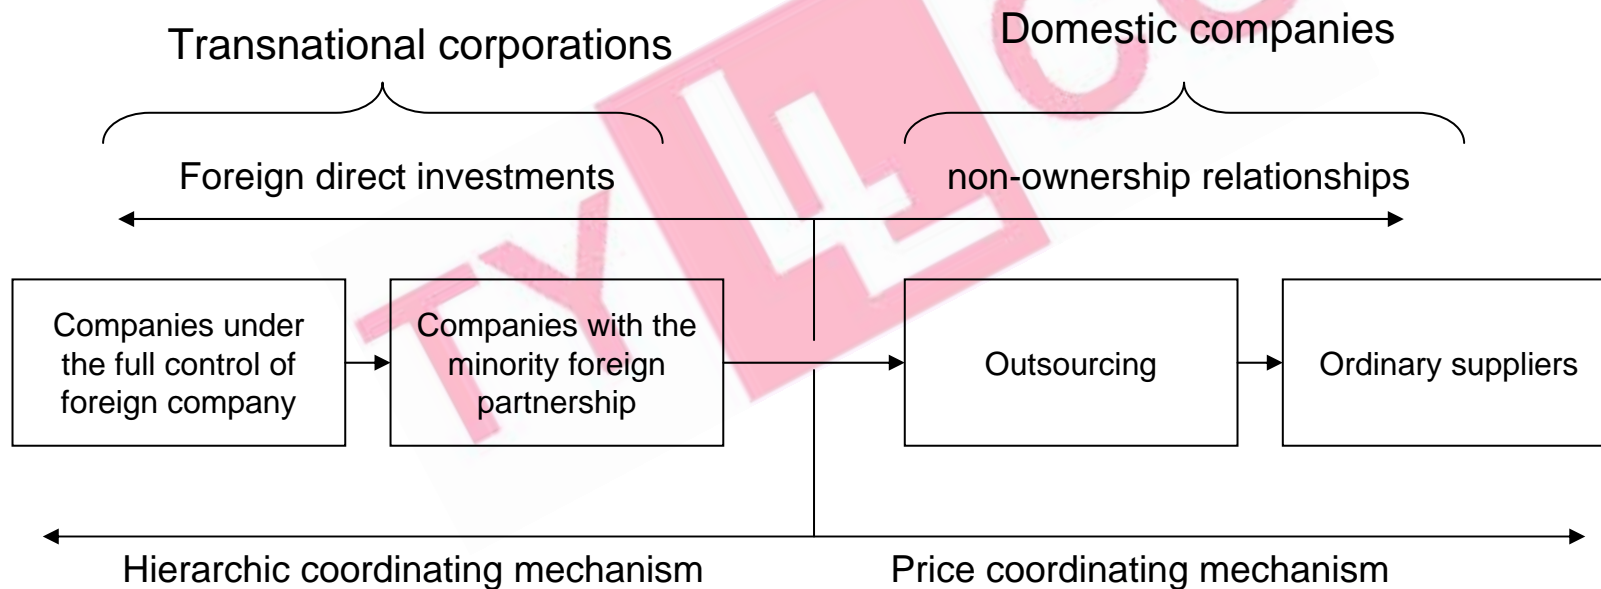 Transnational corporations
Domestic companies
Foreign direct investments
non-ownership relationships
Companies under
the full control of
foreign company
Companies with the
minority foreign
partnership
Outsourcing
Ordinary suppliers
Hierarchic coordinating mechanism
Price coordinating mechanism
TY